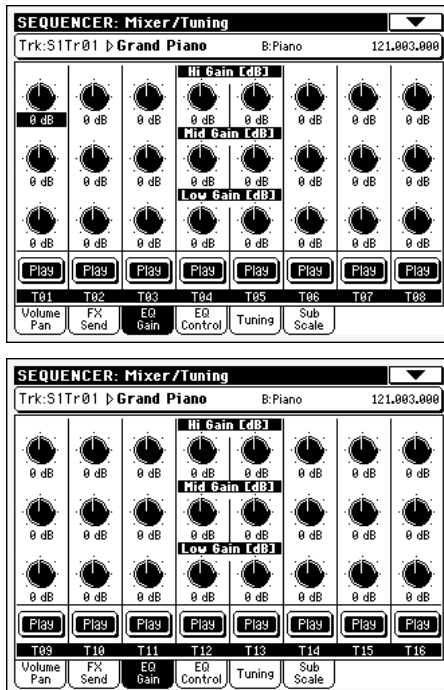 SEQUENCER: Mixer/Tuning
Trk:S1Tr01 ▷Grand Piano B:Piano 121.003.000
Hi Gain [dB]
0 dB 0 dB 0 dB 0 dB 0 dB 0 dB 0 dB 0 dB
Mid Gain [dB]
0 dB 0 dB 0 dB 0 dB 0 dB 0 dB 0 dB 0 dB
Low Gain [dB]
0 dB 0 dB 0 dB 0 dB 0 dB 0 dB 0 dB 0 dB
Play Play Play Play Play Play Play Play
T01 T02 T03 T04 T05 T06 T07 T08
Volume Pan FX Send EQ Gain EQ Control Tuning Sub Scale
SEQUENCER: Mixer/Tuning
Trk:S1Tr01 ▷Grand Piano B:Piano 121.003.000
Hi Gain [dB]
0 dB 0 dB 0 dB 0 dB 0 dB 0 dB 0 dB 0 dB
Mid Gain [dB]
0 dB 0 dB 0 dB 0 dB 0 dB 0 dB 0 dB 0 dB
Low Gain [dB]
0 dB 0 dB 0 dB 0 dB 0 dB 0 dB 0 dB 0 dB
Play Play Play Play Play Play Play Play
T09 T10 T11 T12 T13 T14 T15 T16
Volume Pan FX Send EQ Gain EQ Control Tuning Sub Scale